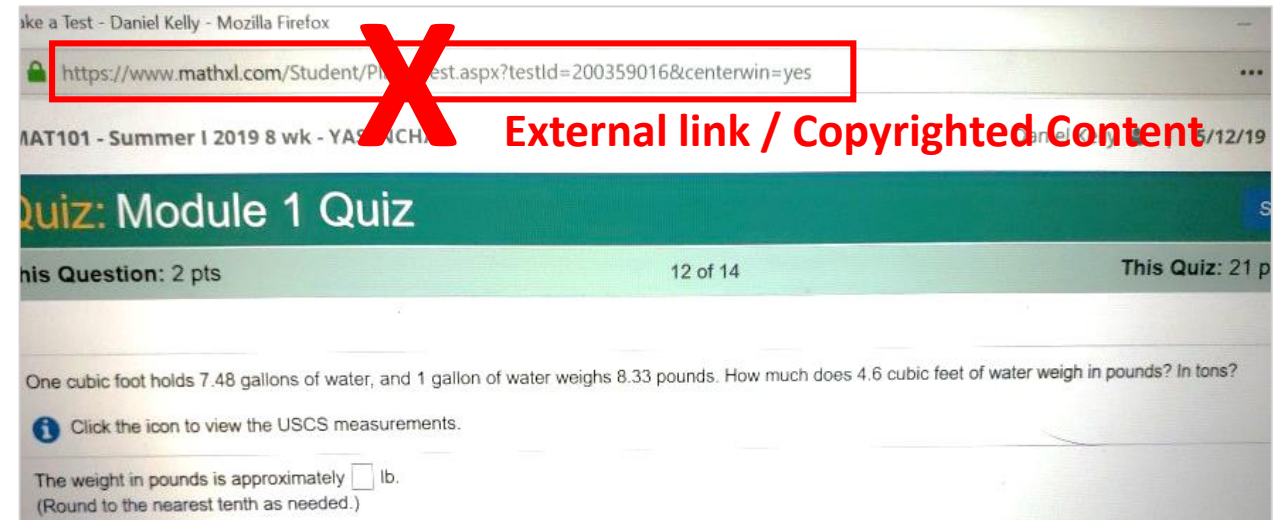 ake a Test - Daniel Kelly - Mozilla Firefox
https://www.mathxl.com/Student/Pl est.aspx?testId=200359016&centerwin=yes
X
MAT101 - Summer I 2019 8 wk - YAS NCHA
External link / Copyrighted Content
Daniel Kelly 5/12/19
Quiz: Module 1 Quiz
S
his Question: 2 pts
12 of 14
This Quiz: 21 p
One cubic foot holds 7.48 gallons of water, and 1 gallon of water weighs 8.33 pounds. How much does 4.6 cubic feet of water weigh in pounds? In tons?
Click the icon to view the USCS measurements.
The weight in pounds is approximately lb.
(Round to the nearest tenth as needed.)